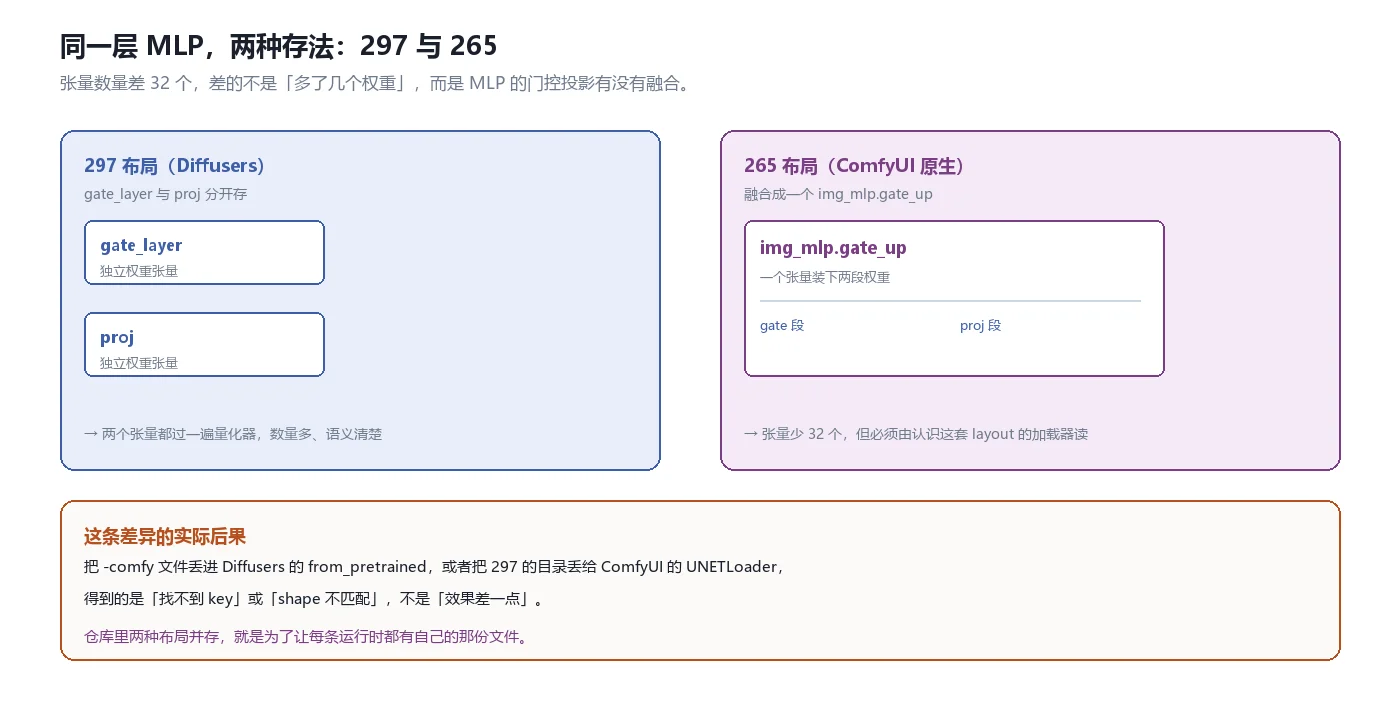 同一层 MLP，两种存法：297 与 265
张量数量差 32 个，差的不是「多了几个权重」，而是 MLP 的门控投影有没有融合。
297 布局（Diffusers）
gate_layer 与 proj 分开存
gate_layer
独立权重张量
proj
独立权重张量
→ 两个张量都过一遍量化器，数量多、语义清楚
265 布局（ComfyUI 原生）
融合成一个 img_mlp.gate_up
img_mlp.gate_up
一个张量装下两段权重
gate 段
proj 段
→ 张量少 32 个，但必须由认识这套 layout 的加载器读
这条差异的实际后果
把 -comfy 文件丢进 Diffusers 的 from_pretrained，或者把 297 的目录丢给 ComfyUI 的 UNETLoader，
得到的是「找不到 key」或「shape 不匹配」，不是「效果差一点」。
仓库里两种布局并存，就是为了让每条运行时都有自己的那份文件。